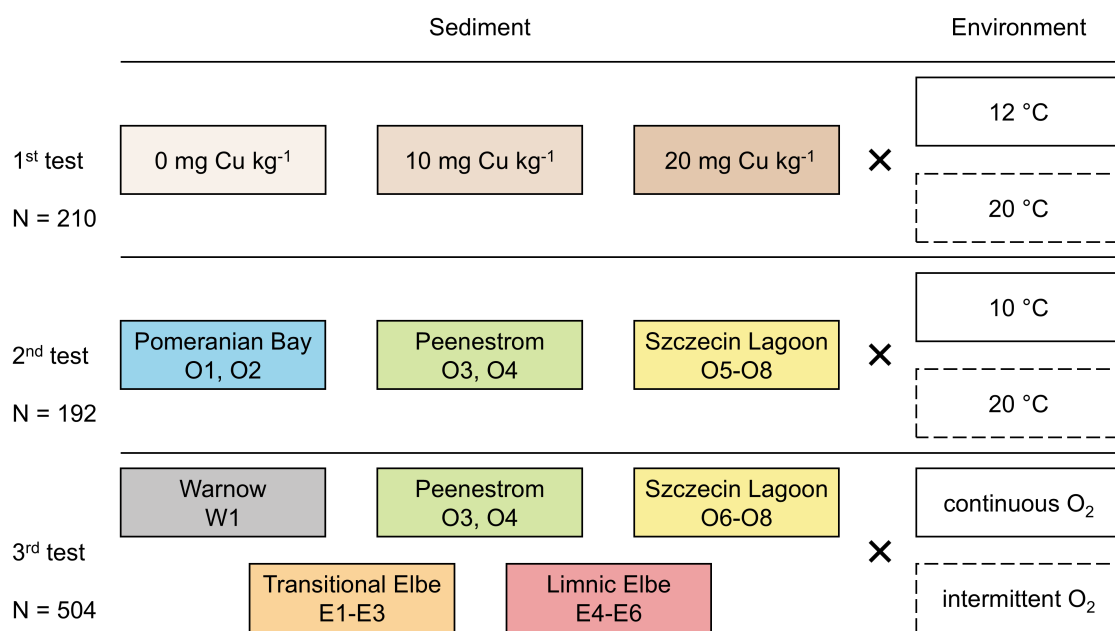 Sediment Environment
12 °C
1st test 0 mg Cu kg-1 10 mg Cu kg-1 20 mg Cu kg-1 ×
N = 210 20 °C
10 °C
Pomeranian Bay Peenestrom Szczecin Lagoon
2nd test ×
O1, O2 O3, O4 O5-O8
N = 192 20 °C
Warnow Peenestrom Szczecin Lagoon
continuous O2
W1 O3, O4 O6-O8
3rd test ×
Transitional Elbe Limnic Elbe
intermittent O2
N = 504 E1-E3 E4-E6